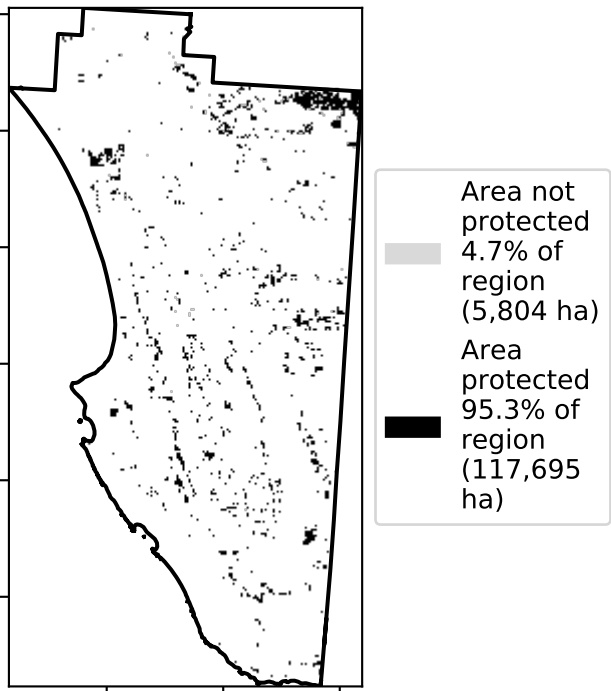 Area not
protected
4.7% of
region
(5,804 ha)
Area
protected
95.3% of
region
(117,695
ha)